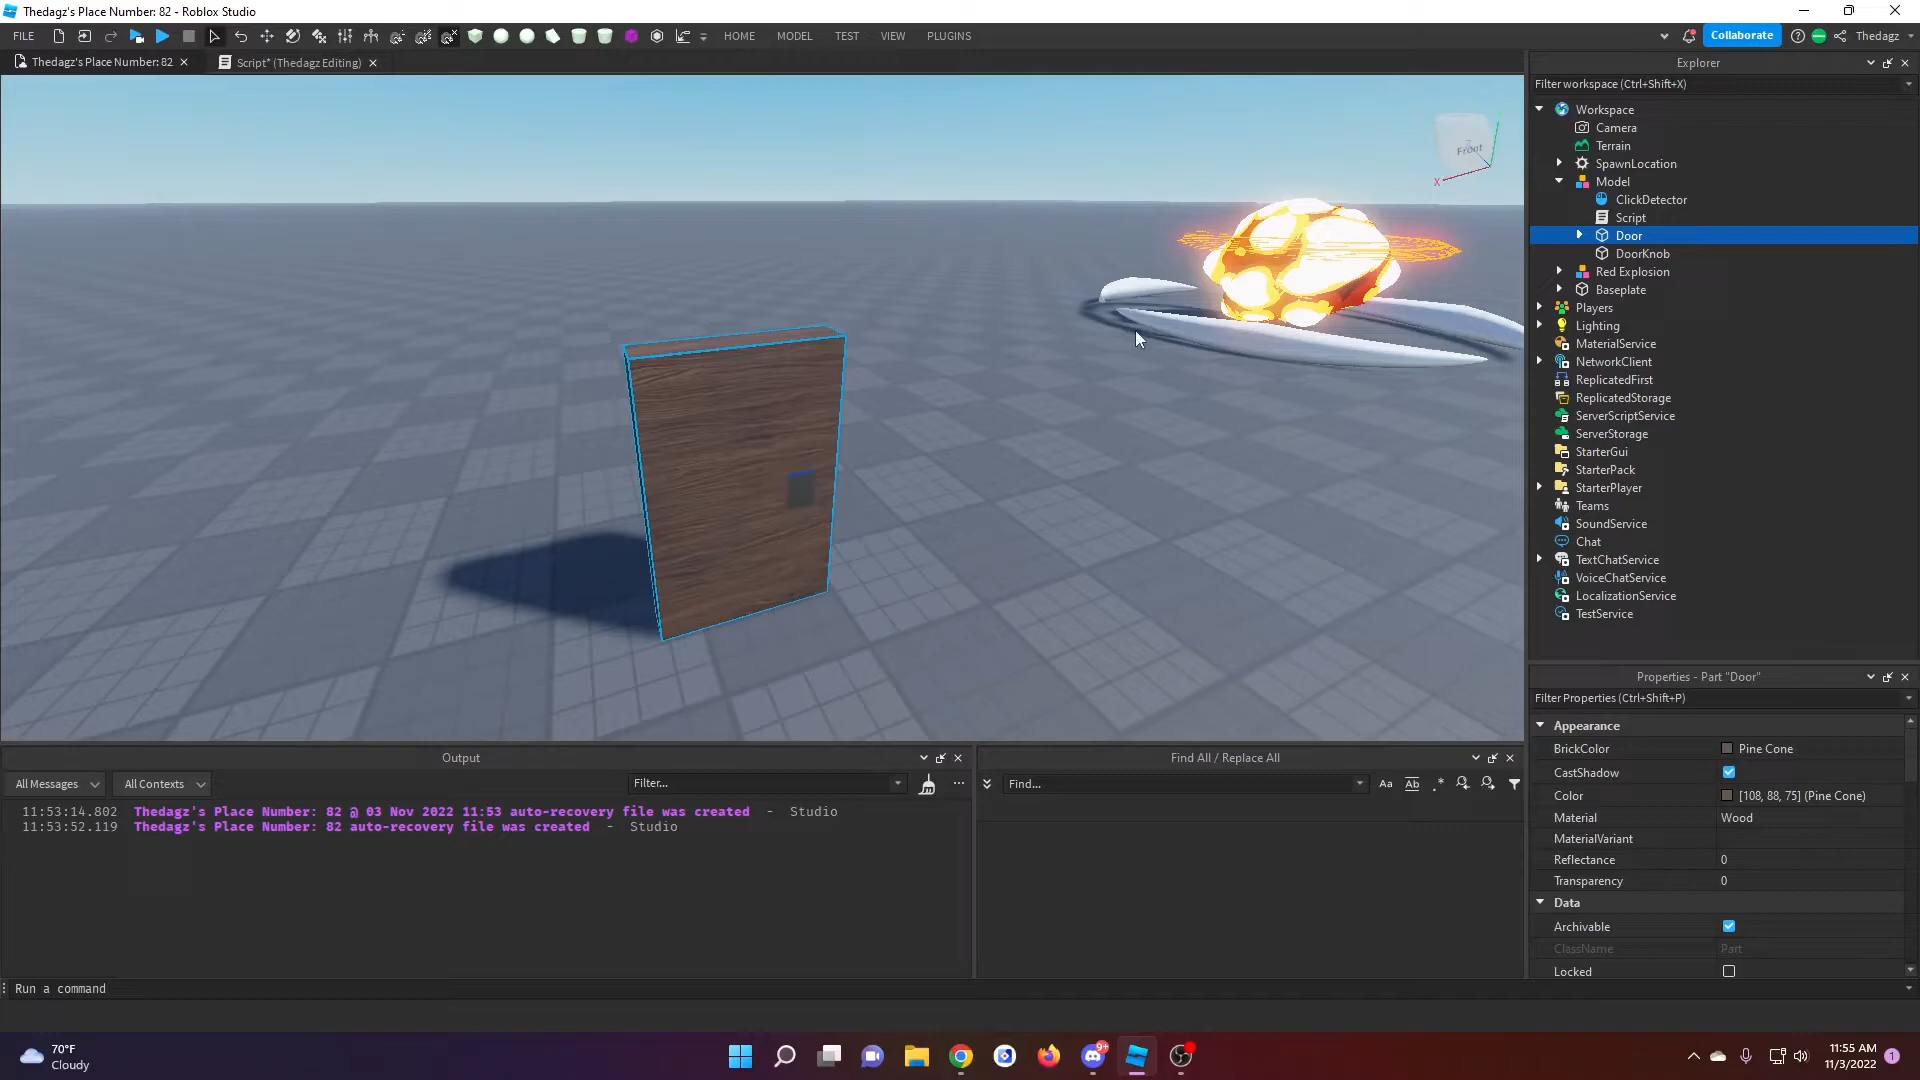 Thedagz's Place Number: 82 - Roblox Studio
FILE HOME MODEL TEST VIEW PLUGINS Collaborate Thedagz
Thedagz's Place Number: 82 Script* (Thedagz Editing)
Front
X
Explorer
Filter workspace (Ctrl+Shift+X)
Workspace
Camera
Terrain
SpawnLocation
Model
ClickDetector
Script
Door
DoorKnob
Red Explosion
Baseplate
Players
Lighting
MaterialService
NetworkClient
ReplicatedFirst
ReplicatedStorage
ServerScriptService
ServerStorage
StarterGui
StarterPack
StarterPlayer
Teams
SoundService
Chat
TextChatService
VoiceChatService
LocalizationService
TestService
Properties - Part "Door"
Filter Properties (Ctrl+Shift+P)
Appearance
BrickColor Pine Cone
CastShadow
Color [108, 88, 75] (Pine Cone)
Material Wood
MaterialVariant
Reflectance 0
Transparency 0
Data
Archivable
ClassName Part
Locked
Output
All Messages All Contexts Filter...
11:53:14.802 Thedagz's Place Number: 82 @ 03 Nov 2022 11:53 auto-recovery file was created - Studio
11:53:52.119 Thedagz's Place Number: 82 auto-recovery file was created - Studio
Find All / Replace All
Find... Aa Ab .*
Run a command
70°F
Cloudy
9+
11:55 AM
11/3/2022
1